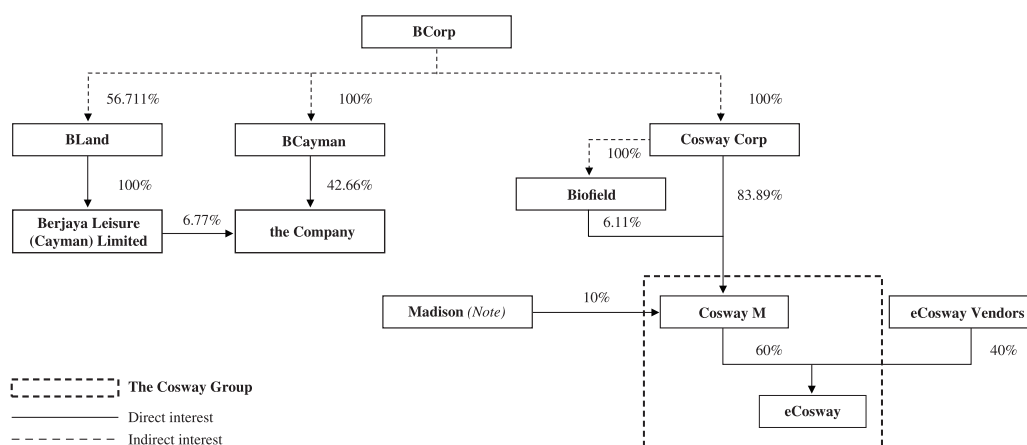 BCorp
56.711%
100%
100%
BLand
BCayman
Cosway Corp
100%
100%
42.66%
Biofield
83.89%
Berjaya Leisure
(Cayman) Limited
6.77%
the Company
6.11%
Madison (Note)
10%
Cosway M
eCosway Vendors
60%
40%
eCosway
The Cosway Group
Direct interest
Indirect interest